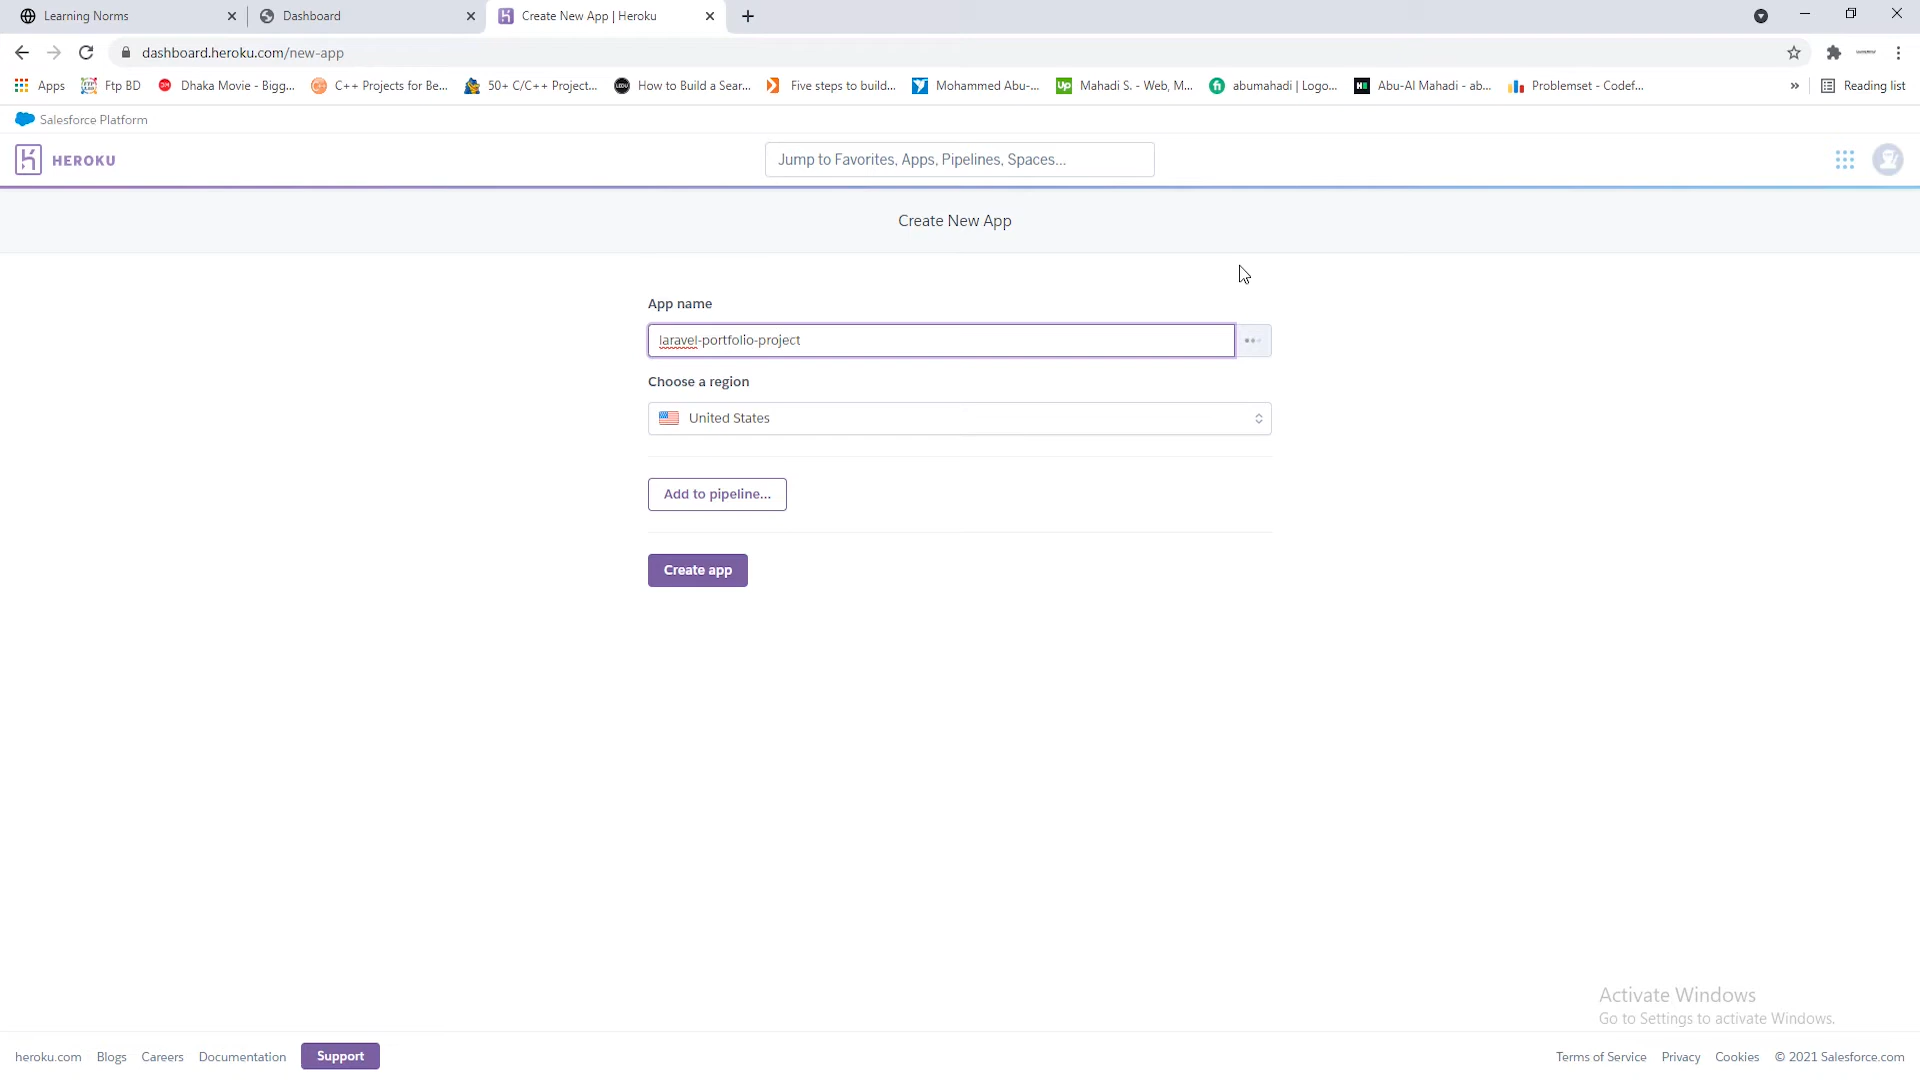 Learning Norms
Dashboard
Create New App | Heroku
dashboard.heroku.com/new-app
Apps
Ftp BD
Dhaka Movie - Bigg...
C++ Projects for Be...
50+ C/C++ Project...
How to Build a Sear...
Five steps to build...
Mohammed Abu-...
Mahadi S. - Web, M...
abumahadi | Logo...
Abu-Al Mahadi - ab...
Problemset - Codef...
»
Reading list
Salesforce Platform
HEROKU
Jump to Favorites, Apps, Pipelines, Spaces...
Create New App
App name
laravel-portfolio-project
Choose a region
United States
Add to pipeline...
Create app
Activate Windows
Go to Settings to activate Windows.
heroku.com
Blogs
Careers
Documentation
Support
Terms of Service
Privacy
Cookies
© 2021 Salesforce.com